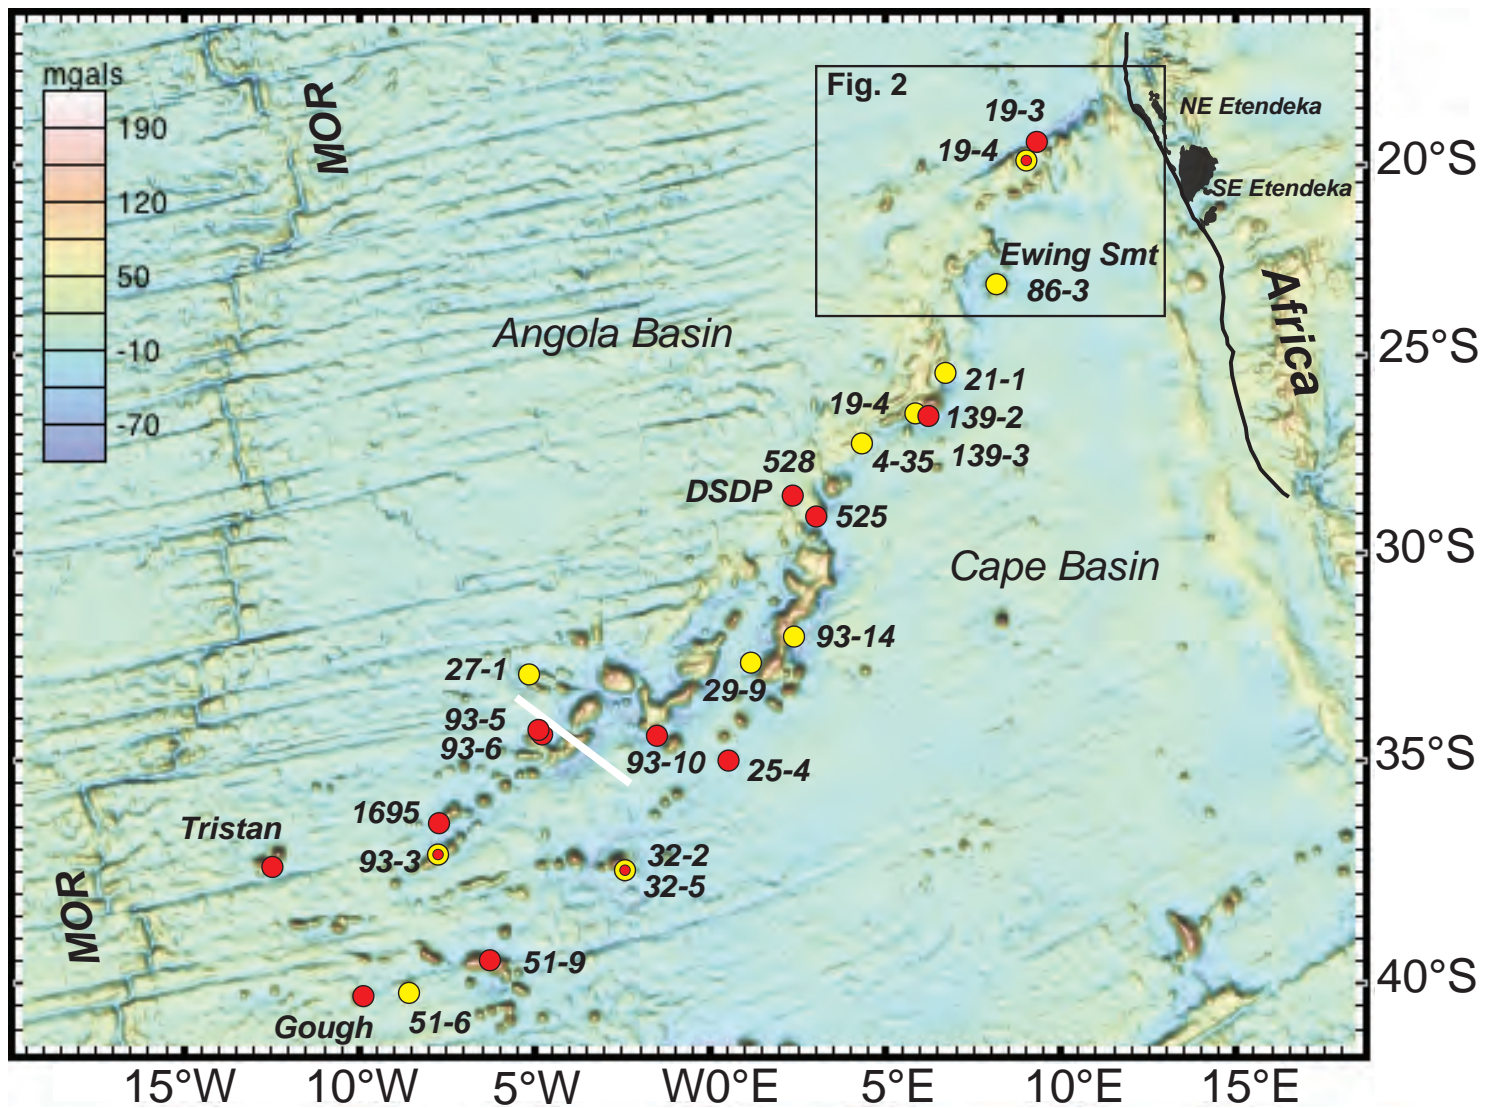 mgals
190
120
50
-10
-70
MOR
Fig. 2
19-3
19-4
NE Etendeka
SE Etendeka
20°S
Ewing Smt
86-3
Africa
Angola Basin
25°S
21-1
19-4
139-2
139-3
4-35
528
DSDP
525
30°S
Cape Basin
93-14
27-1
29-9
93-5
93-6
93-10
25-4
35°S
1695
Tristan
93-3
32-2
32-5
MOR
51-9
40°S
Gough
51-6
15°W
10°W
5°W
W0°E
5°E
10°E
15°E